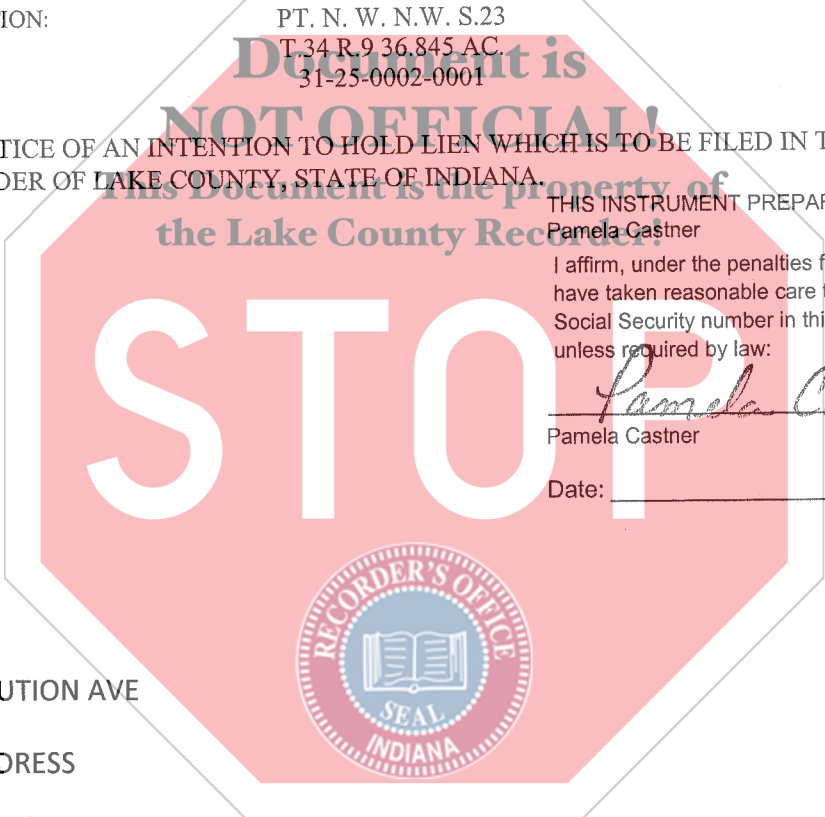 ION:
PT. N. W. N.W. S.23
T.34 R.9 36.845 AC.
31-25-0002-0001
Document is
NOT OFFICIAL!
TICE OF AN INTENTION TO HOLD LIEN WHICH IS TO BE FILED IN T
DER OF LAKE COUNTY, STATE OF INDIANA.
This Document is the property of
the Lake County Recorder!
THIS INSTRUMENT PREPAR
Pamela Castner
I affirm, under the penalties f
have taken reasonable care t
Social Security number in thi
unless required by law:
Pamela C
Pamela Castner
Date:
STOP
RECORDER'S OFFICE
SEAL
INDIANA
UTION AVE
DRESS